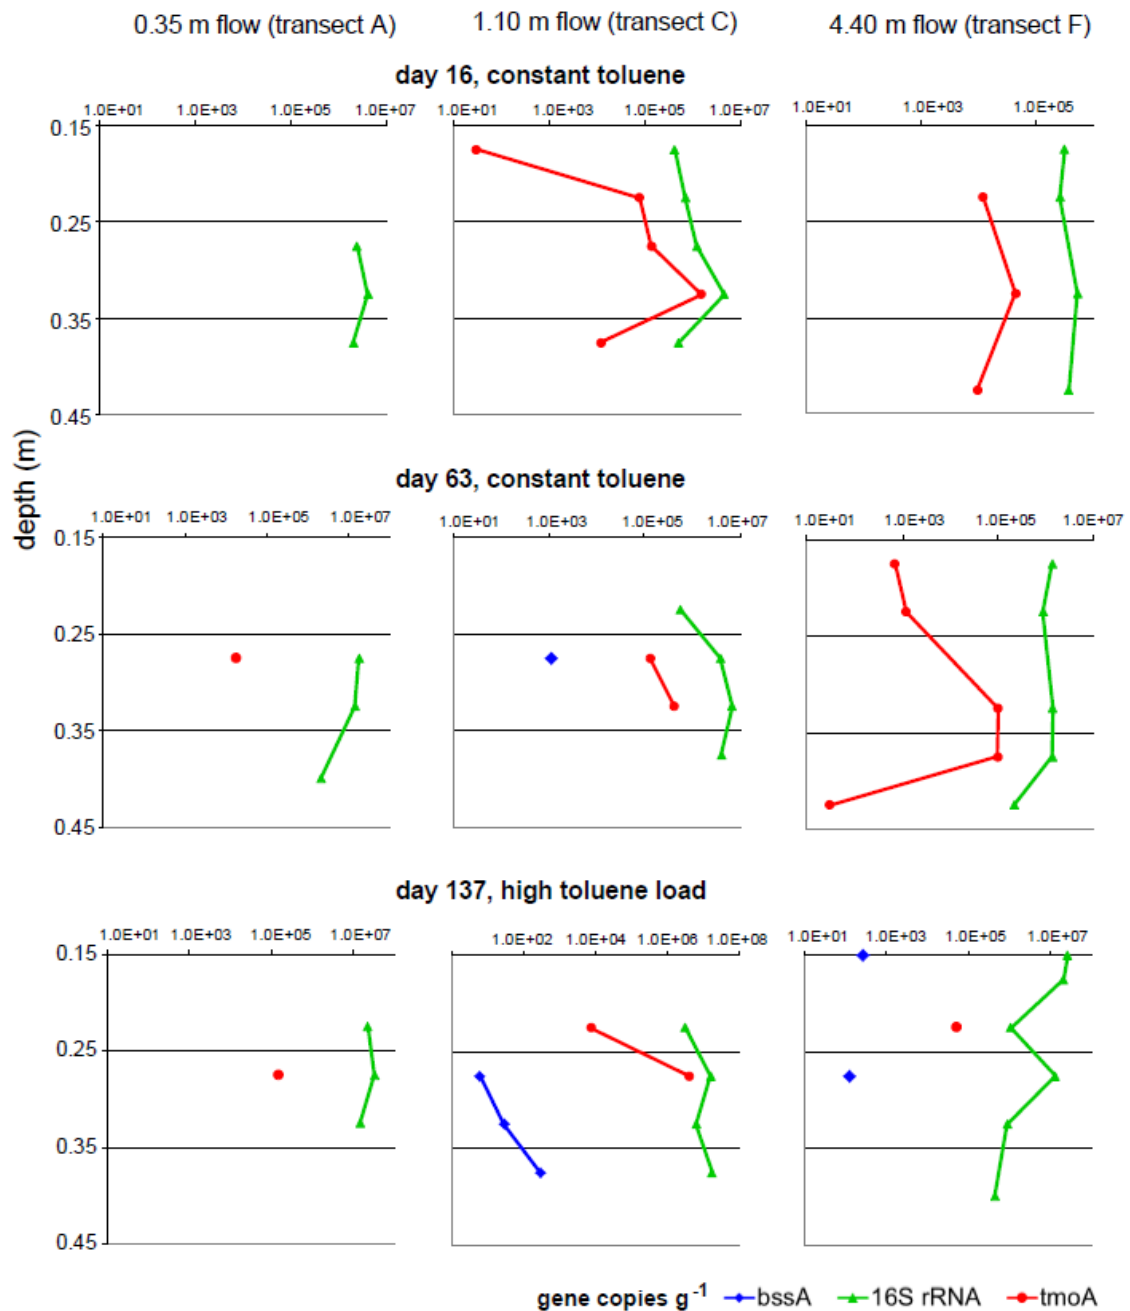 0.35 m flow (transect A) 1.10 m flow (transect C) 4.40 m flow (transect F)
day 16, constant toluene
1.0E+01 1.0E+03 1.0E+05 1.0E+07 1.0E+01 1.0E+03 1.0E+05 1.0E+07 1.0E+01 1.0E+03 1.0E+05
0.15
0.25
0.35
0.45
depth (m)
day 63, constant toluene
1.0E+01 1.0E+03 1.0E+05 1.0E+07 1.0E+01 1.0E+03 1.0E+05 1.0E+07 1.0E+01 1.0E+03 1.0E+05 1.0E+07
0.15
0.25
0.35
0.45
day 137, high toluene load
1.0E+01 1.0E+03 1.0E+05 1.0E+07 1.0E+02 1.0E+04 1.0E+06 1.0E+08 1.0E+01 1.0E+03 1.0E+05 1.0E+07
0.15
0.25
0.35
0.45
gene copies g⁻¹ bssA 16S rRNA tmoA